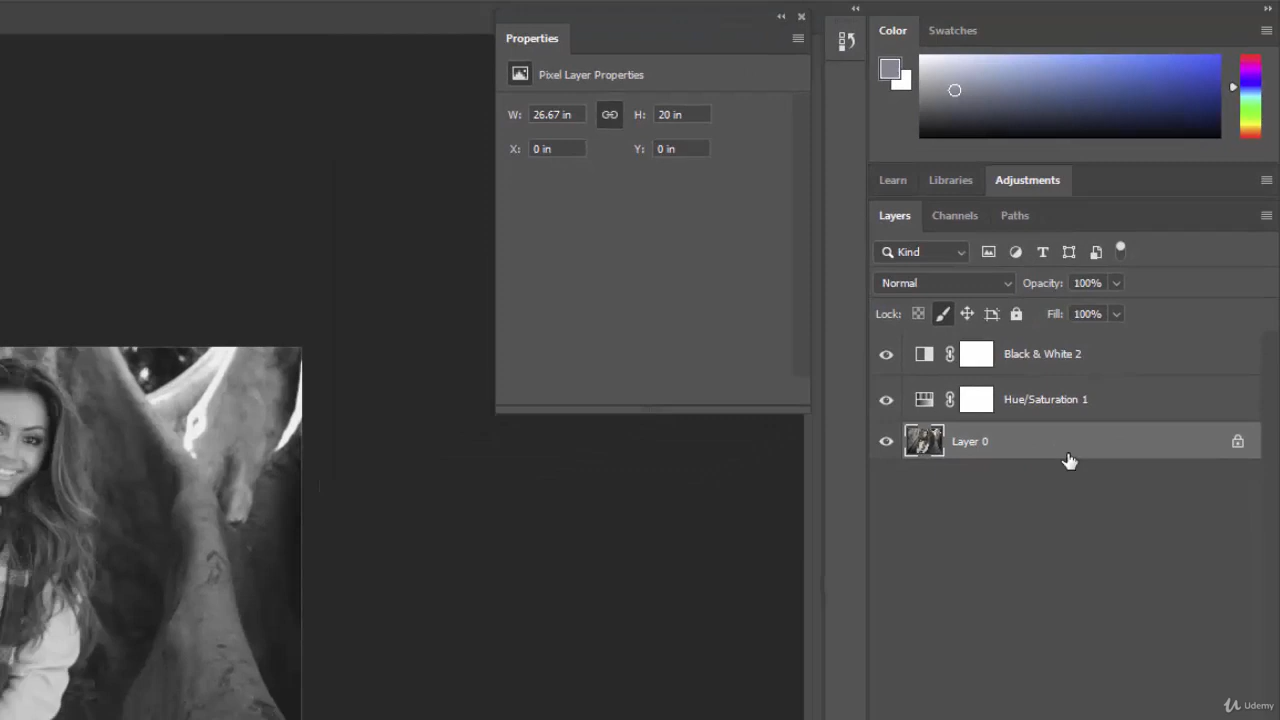 Properties
Pixel Layer Properties
W: 26.67 in H: 20 in
X: 0 in Y: 0 in
Color Swatches
Learn Libraries Adjustments
Layers Channels Paths
Kind
Normal Opacity: 100%
Lock: Fill: 100%
Black & White 2
Hue/Saturation 1
Layer 0
Udemy